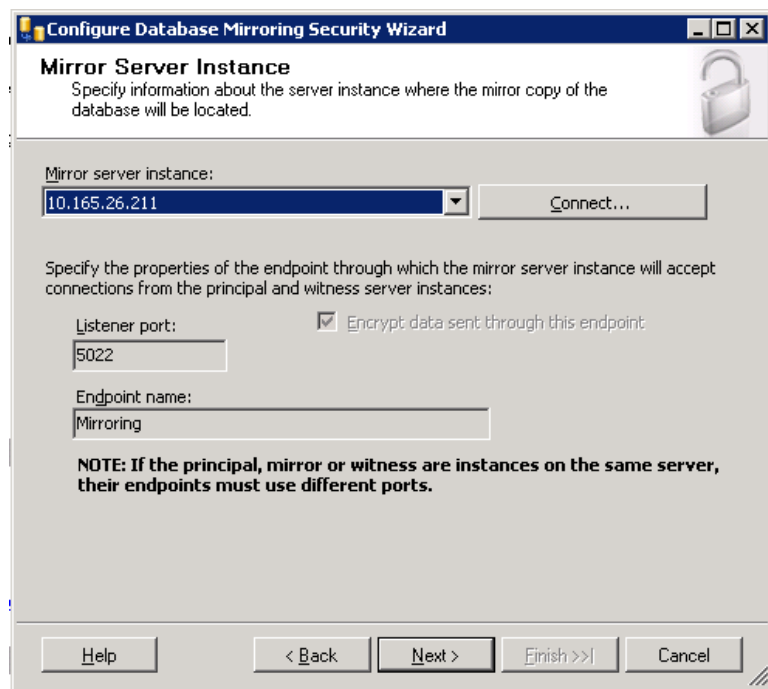 Configure Database Mirroring Security Wizard
Mirror Server Instance
Specify information about the server instance where the mirror copy of the
database will be located.
Mirror server instance:
10.165.26.211
Connect...
Specify the properties of the endpoint through which the mirror server instance will accept
connections from the principal and witness server instances:
Listener port:
Encrypt data sent through this endpoint
5022
Endpoint name:
Mirroring
NOTE: If the principal, mirror or witness are instances on the same server,
their endpoints must use different ports.
Help
< Back
Next >
Finish >>|
Cancel